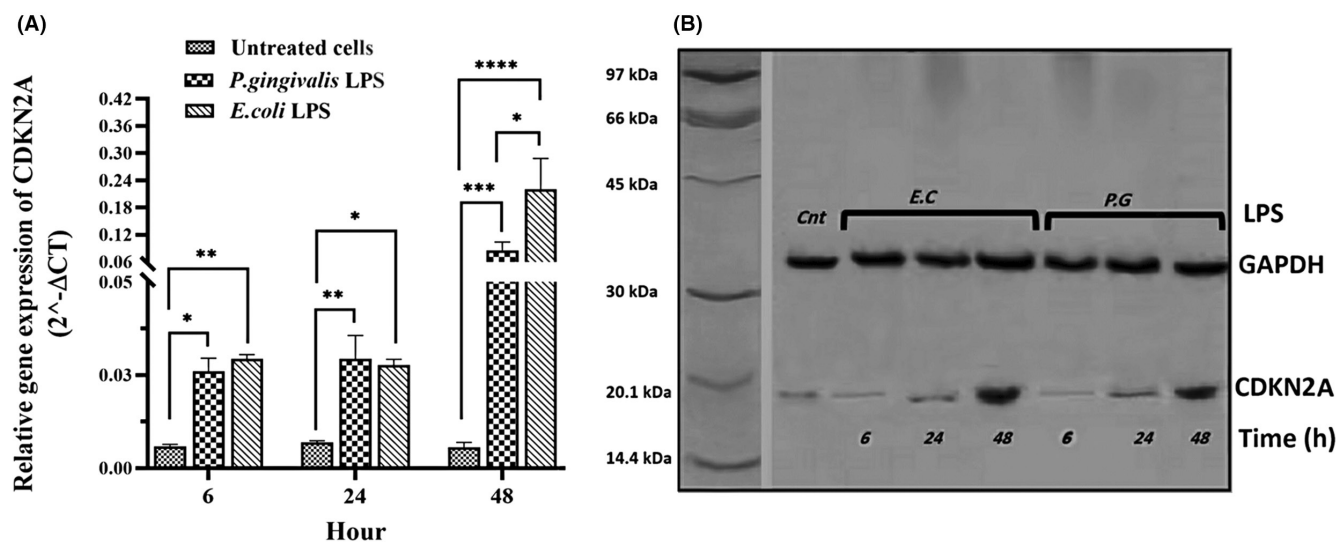 (A)
Untreated cells
P.gingivalis LPS
E.coli LPS
Relative gene expression of CDKN2A
(2^-ΔCT)
0.42
0.36
0.30
0.24
0.18
0.12
0.06
0.05
0.03
0.00
* ** ** * *** * ****
6 24 48
Hour
(B)
97 kDa
66 kDa
45 kDa
30 kDa
20.1 kDa
14.4 kDa
Cnt E.C P.G LPS
GAPDH
CDKN2A
6 24 48 6 24 48 Time (h)